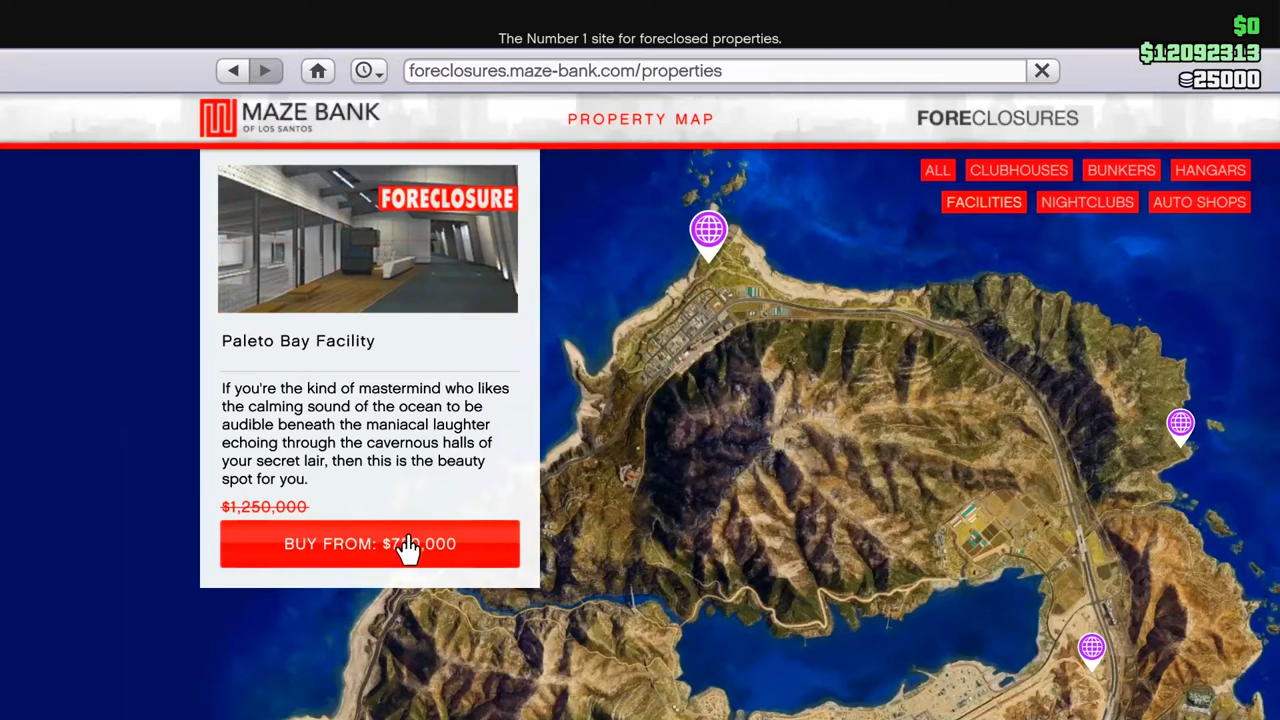 The Number 1 site for foreclosed properties.
$0
$12092313
25000
foreclosures.maze-bank.com/properties
MAZE BANK
OF LOS SANTOS
PROPERTY MAP
FORECLOSURES
ALL CLUBHOUSES BUNKERS HANGARS
FACILITIES NIGHTCLUBS AUTO SHOPS
FORECLOSURE
Paleto Bay Facility
If you're the kind of mastermind who likes
the calming sound of the ocean to be
audible beneath the maniacal laughter
echoing through the cavernous halls of
your secret lair, then this is the beauty
spot for you.
$1,250,000
BUY FROM: